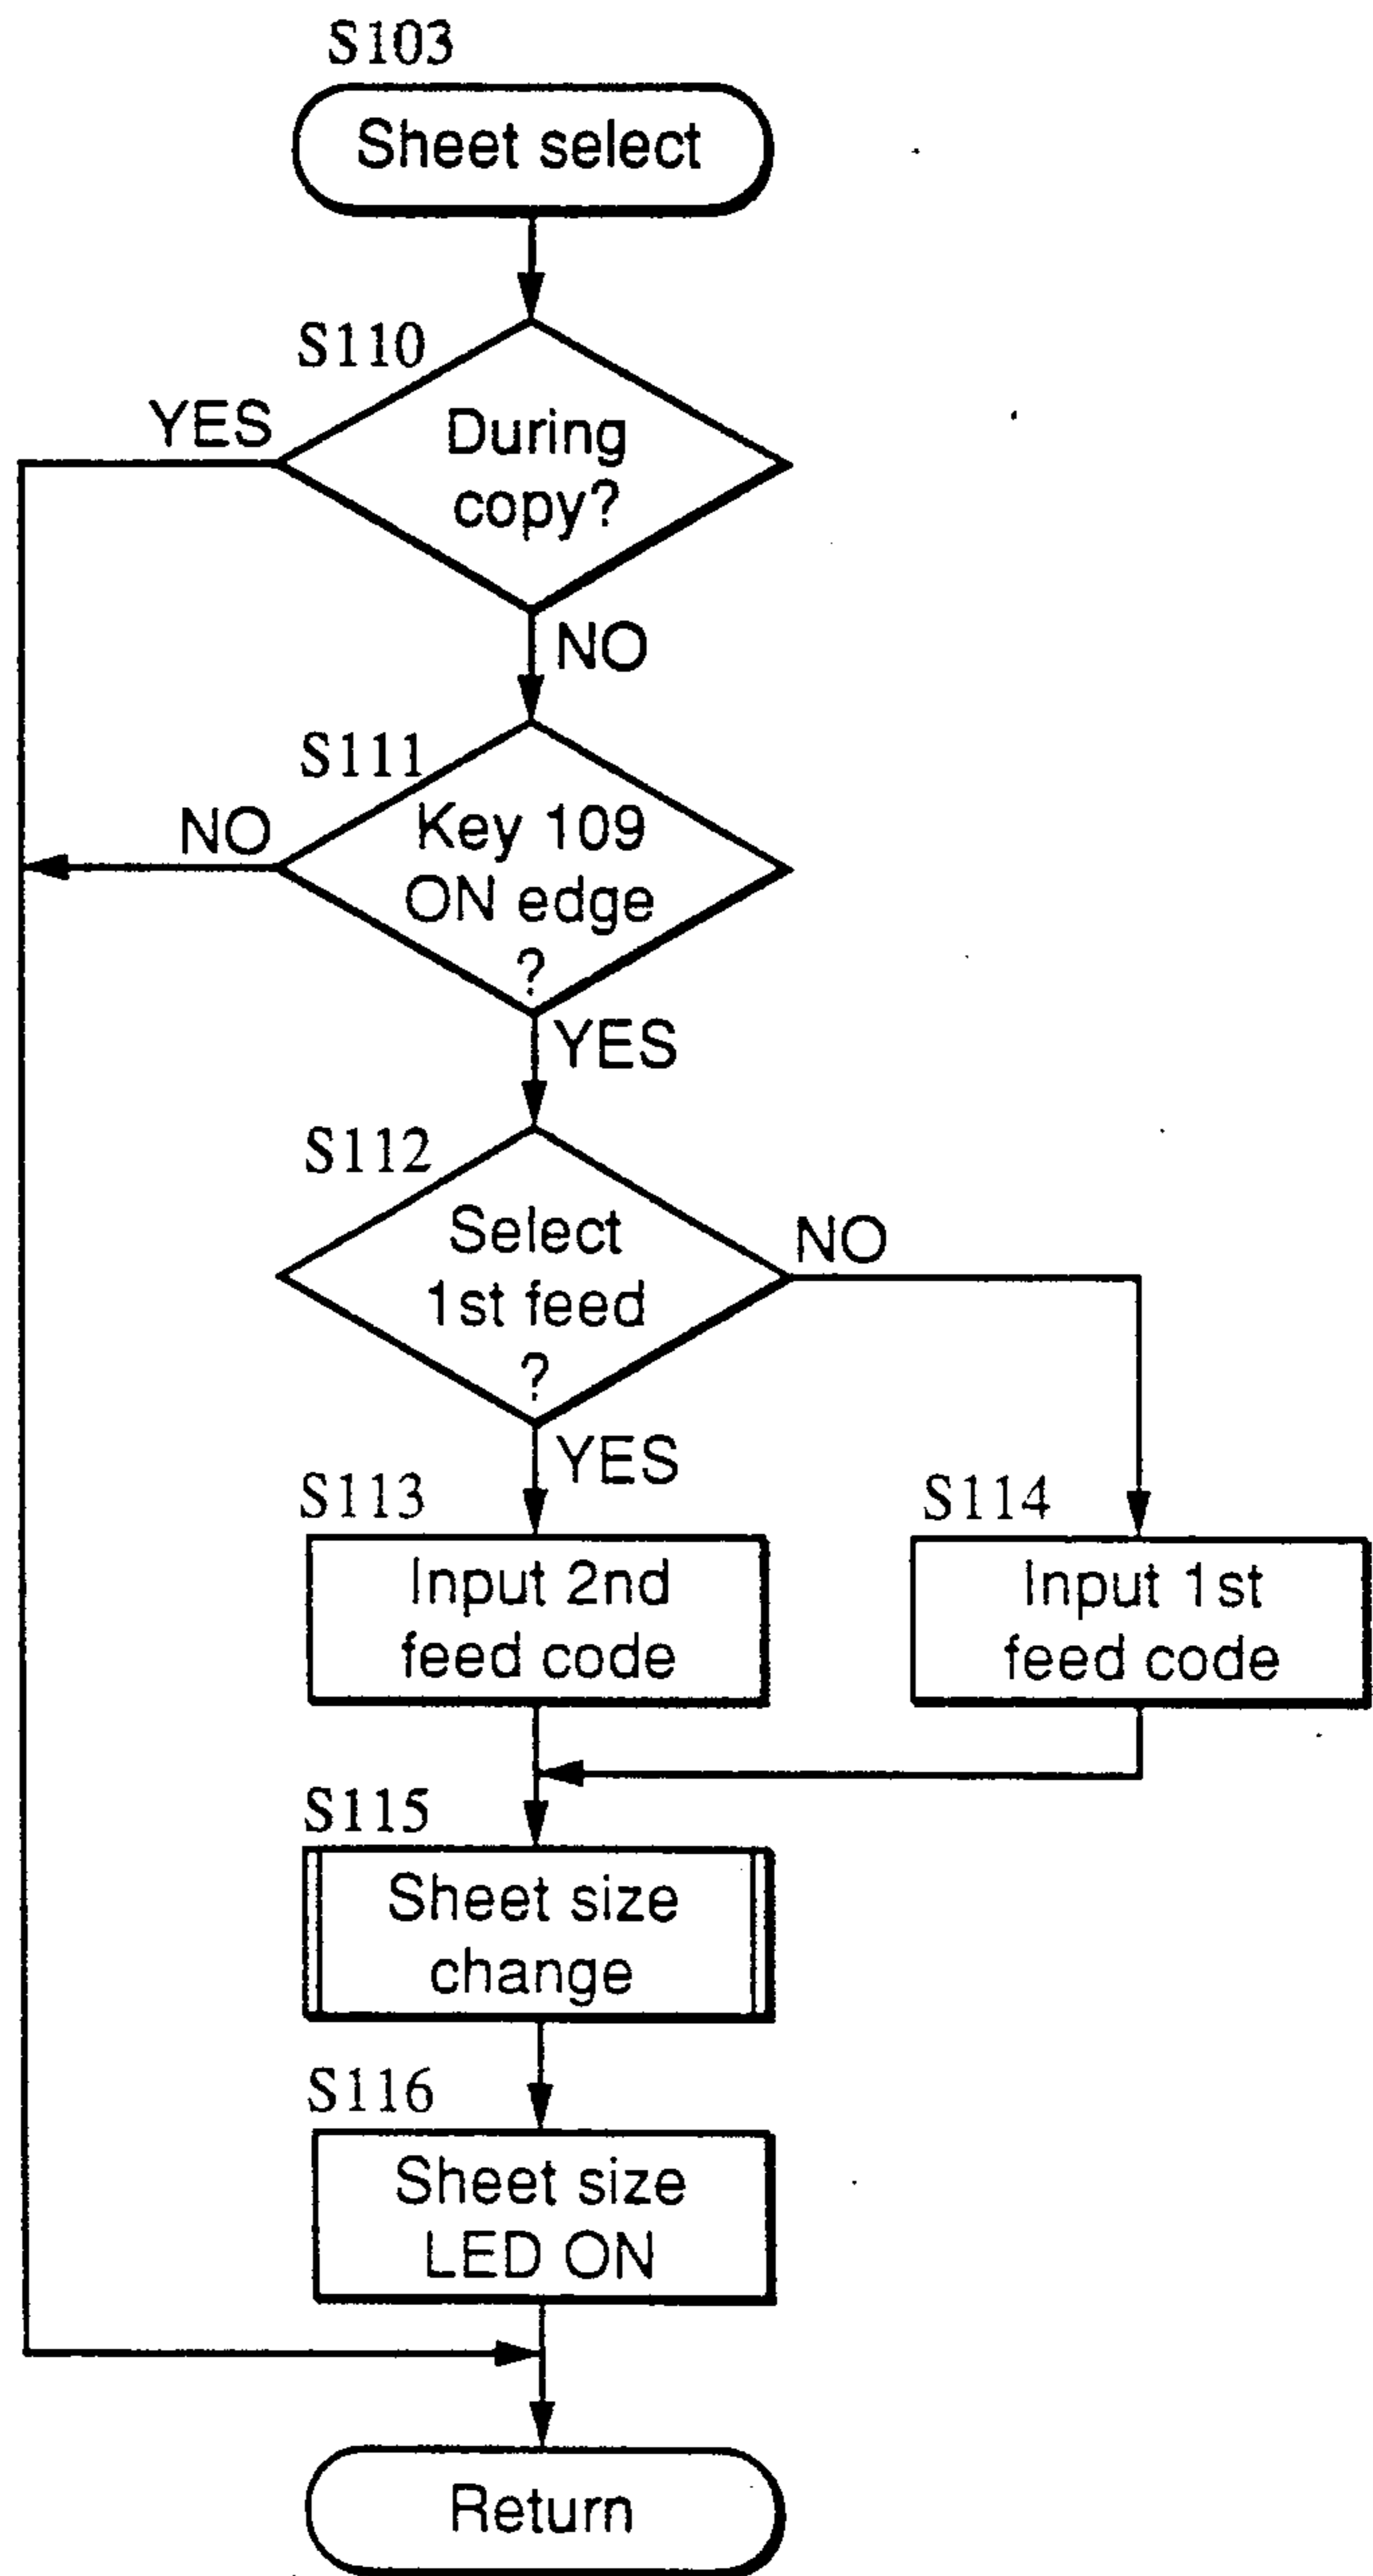 S103
Sheet select
S110
YES
During
copy?
NO
S111
NO
Key 109
ON edge
?
YES
S112
Select
1st feed
?
NO
YES
S113
Input 2nd
feed code
S114
Input 1st
feed code
S115
Sheet size
change
S116
Sheet size
LED ON
Return